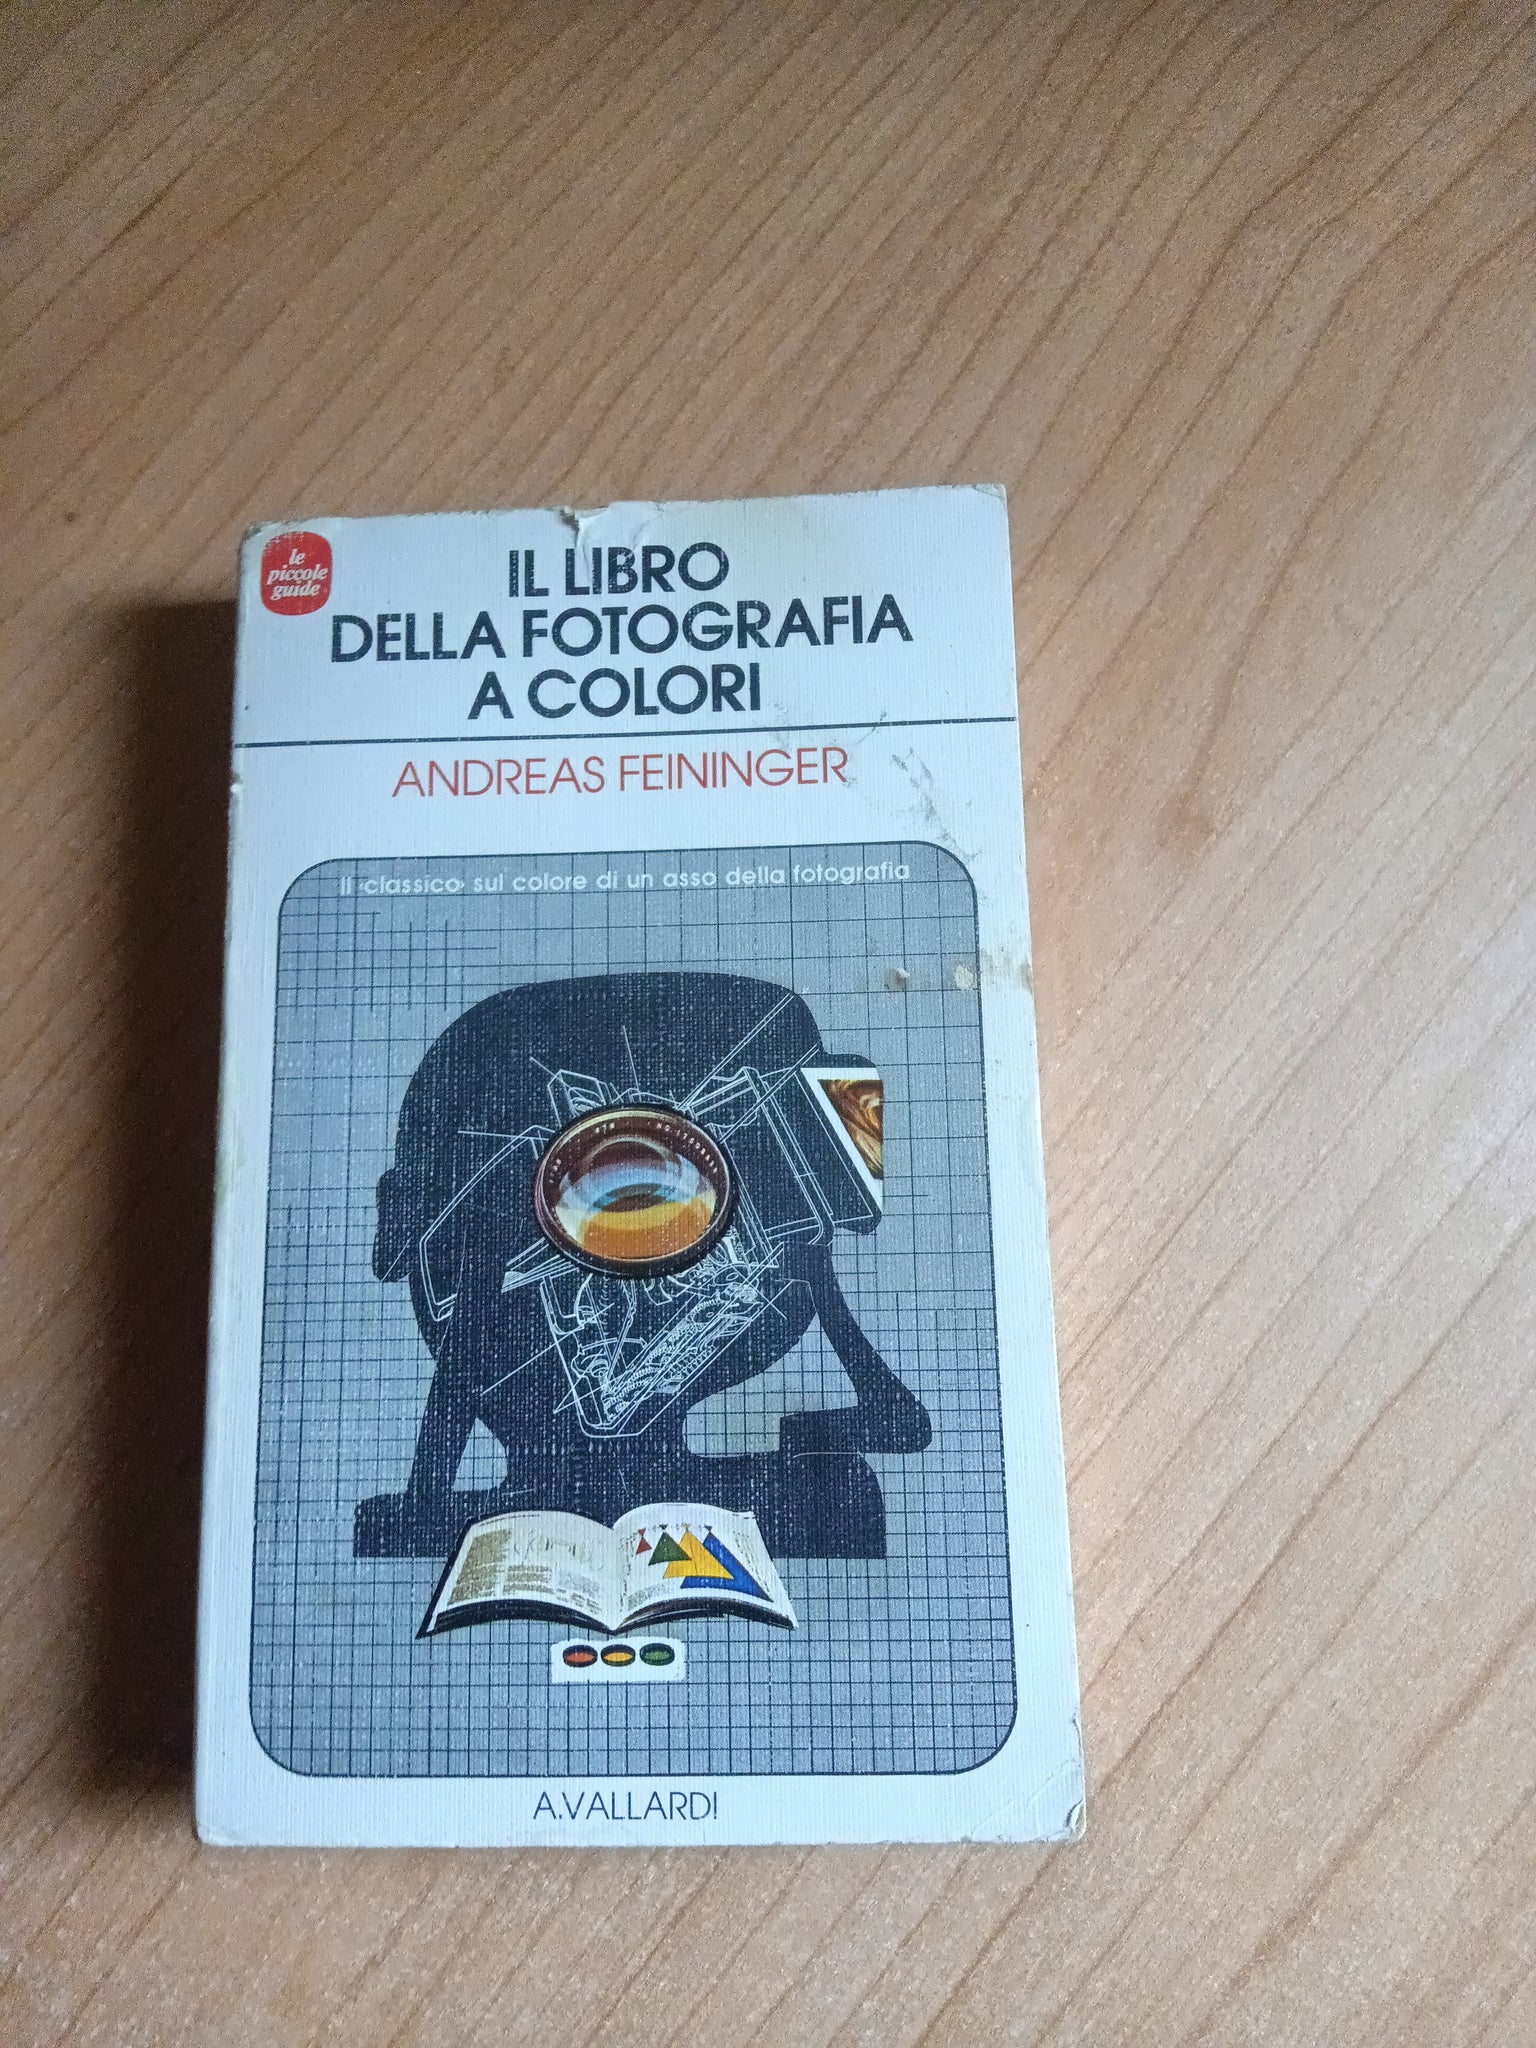 le
piccole
guide
IL LIBRO
DELLA FOTOGRAFIA
A COLORI
ANDREAS FEININGER
Il ‹classico› sul colore di un asso della fotografia
A.VALLARDI